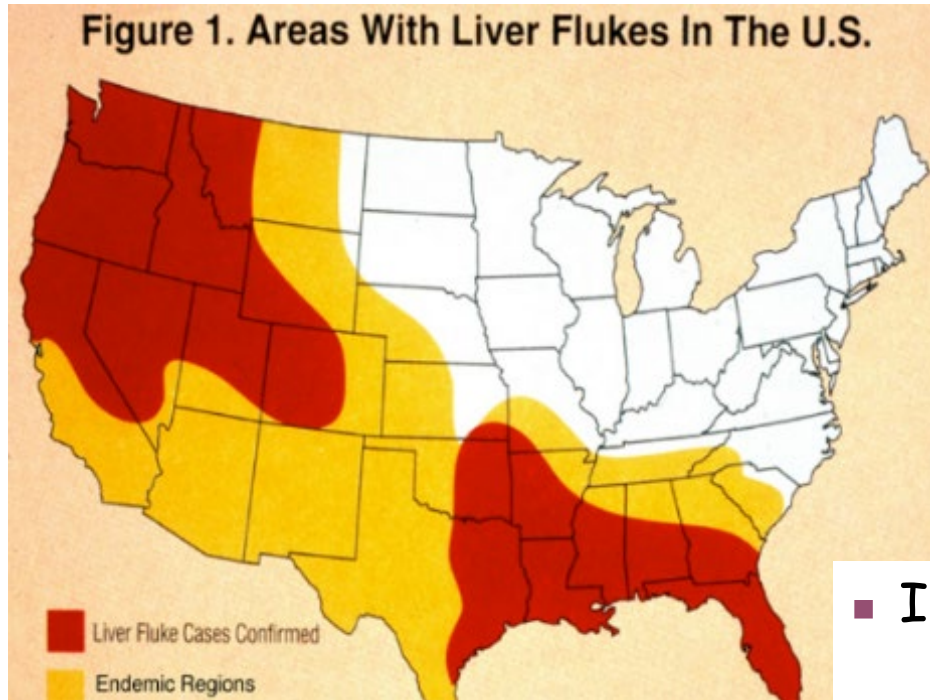 Figure 1. Areas With Liver Flukes In The U.S.
Liver Fluke Cases Confirmed
Endemic Regions
▪ I